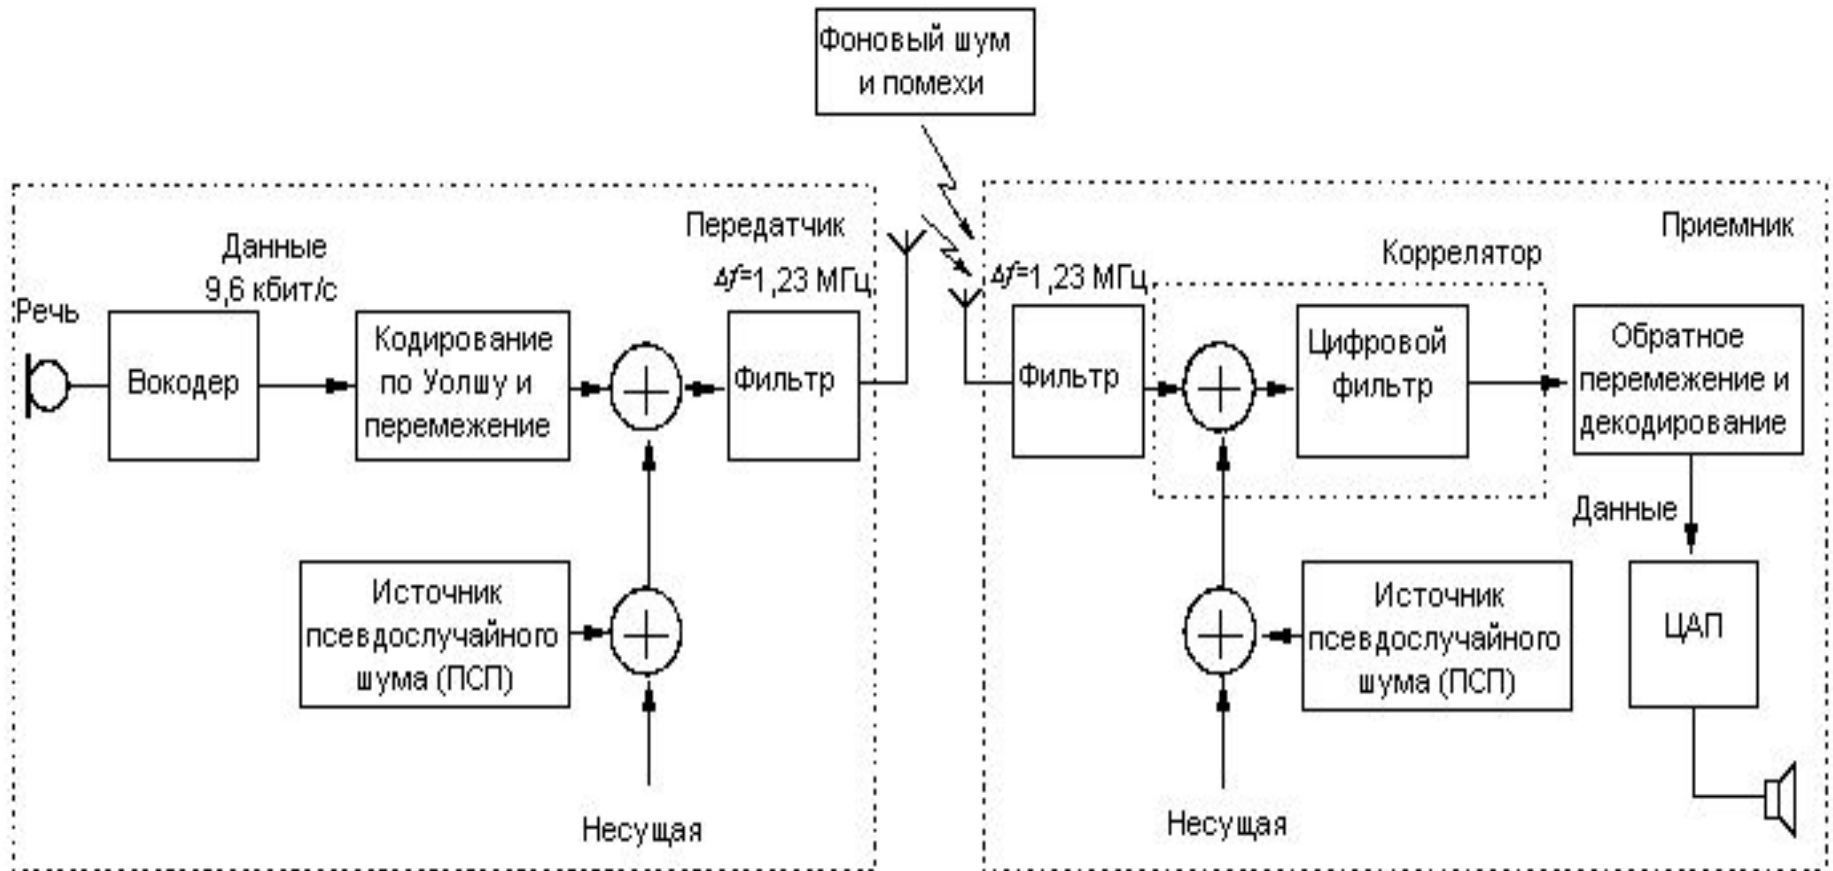 Фоновый шум
и помехи
Передатчик
Данные
9,6 кбит/с
Δf=1,23 МГц
Речь
Вокодер
Кодирование
по Уолшу и
перемежение
Фильтр
Источник
псевдослучайного
шума (ПСП)
Несущая
Приемник
Коррелятор
Δf=1,23 МГц
Фильтр
Цифровой
фильтр
Обратное
перемежение и
декодирование
Данные
Источник
псевдослучайного
шума (ПСП)
ЦАП
Несущая